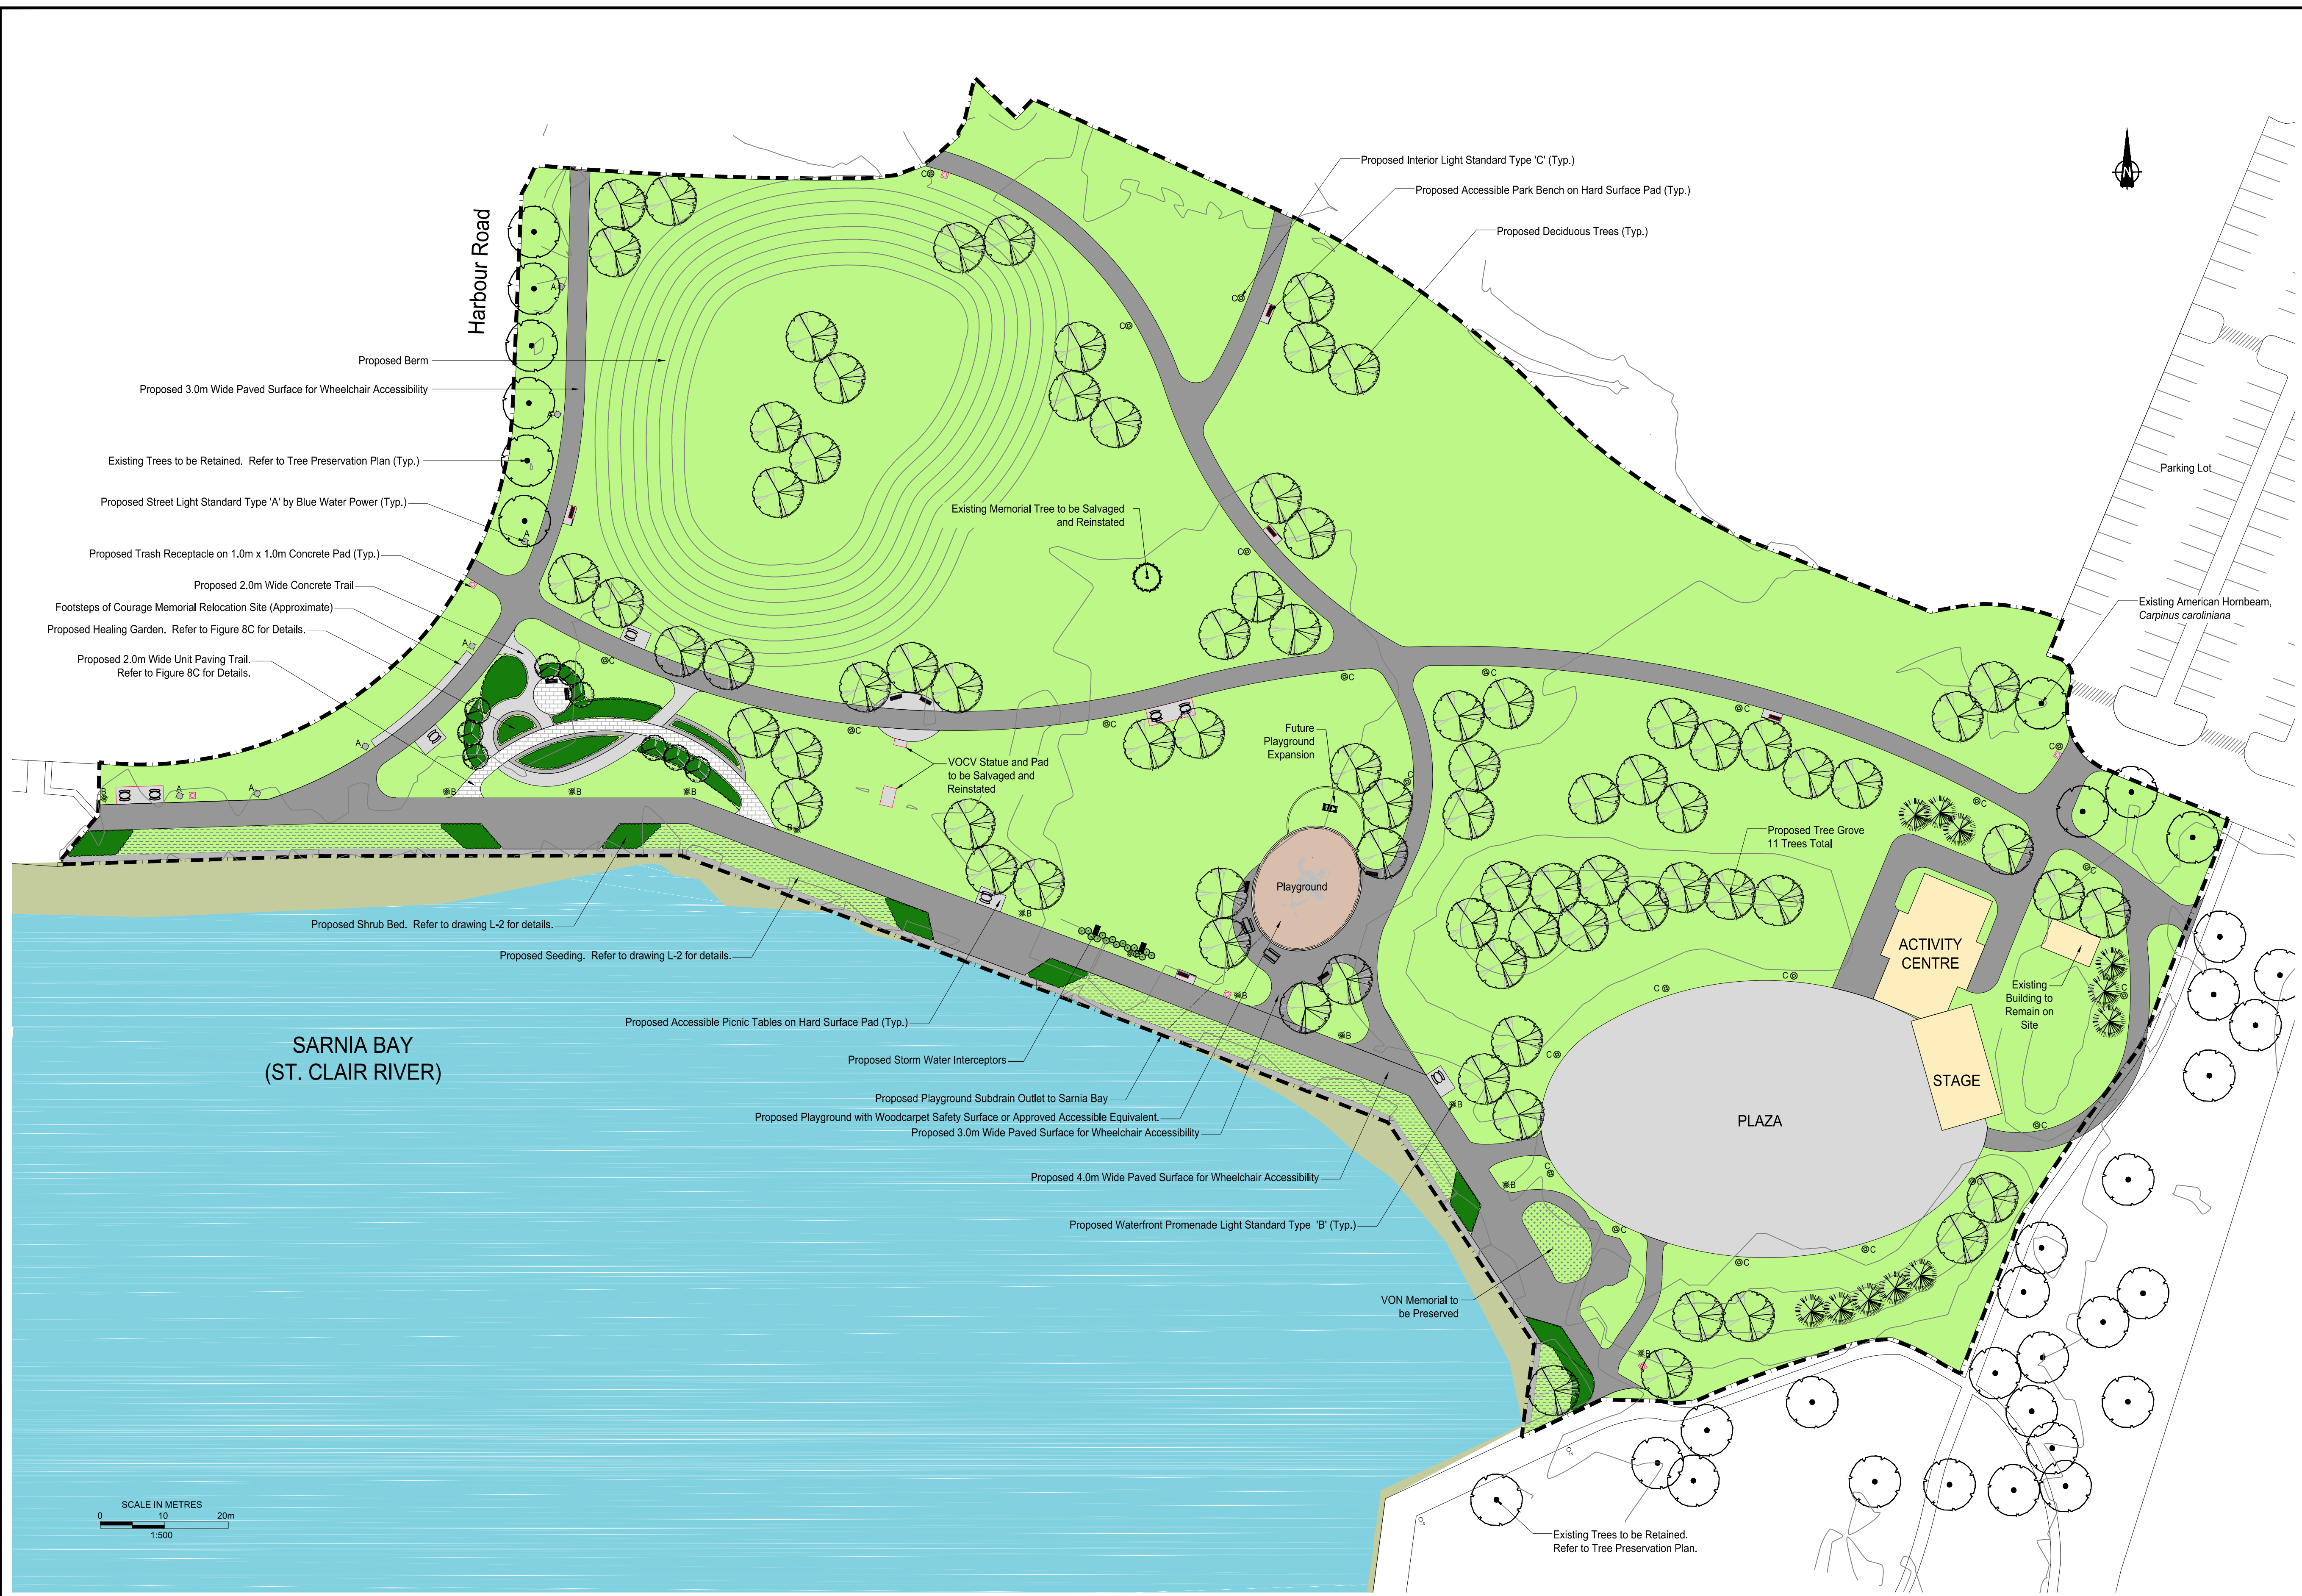 N
Proposed Interior Light Standard Type 'C' (Typ.)
Proposed Accessible Park Bench on Hard Surface Pad (Typ.)
Proposed Deciduous Trees (Typ.)
Harbour Road
Proposed Berm
Proposed 3.0m Wide Paved Surface for Wheelchair Accessibility
Existing Trees to be Retained. Refer to Tree Preservation Plan (Typ.)
Proposed Street Light Standard Type 'A' by Blue Water Power (Typ.)
Proposed Trash Receptacle on 1.0m x 1.0m Concrete Pad (Typ.)
Proposed 2.0m Wide Concrete Trail
Footsteps of Courage Memorial Relocation Site (Approximate)
Proposed Healing Garden. Refer to Figure 8C for Details.
Proposed 2.0m Wide Unit Paving Trail.
Refer to Figure 8C for Details.
Existing Memorial Tree to be Salvaged
and Reinstated
Parking Lot
Existing American Hornbeam,
Carpinus caroliniana
Future
Playground
Expansion
VOCV Statue and Pad
to be Salvaged and
Reinstated
Proposed Tree Grove
11 Trees Total
Playground
ACTIVITY
CENTRE
Existing
Building to
Remain on
Site
STAGE
PLAZA
Proposed Shrub Bed. Refer to drawing L-2 for details.
Proposed Seeding. Refer to drawing L-2 for details.
Proposed Accessible Picnic Tables on Hard Surface Pad (Typ.)
SARNIA BAY
(ST. CLAIR RIVER)
Proposed Storm Water Interceptors
Proposed Playground Subdrain Outlet to Sarnia Bay
Proposed Playground with Woodcarpet Safety Surface or Approved Accessible Equivalent.
Proposed 3.0m Wide Paved Surface for Wheelchair Accessibility
Proposed 4.0m Wide Paved Surface for Wheelchair Accessibility
Proposed Waterfront Promenade Light Standard Type 'B' (Typ.)
VON Memorial to
be Preserved
SCALE IN METRES
0 10 20m
1:500
Existing Trees to be Retained.
Refer to Tree Preservation Plan.